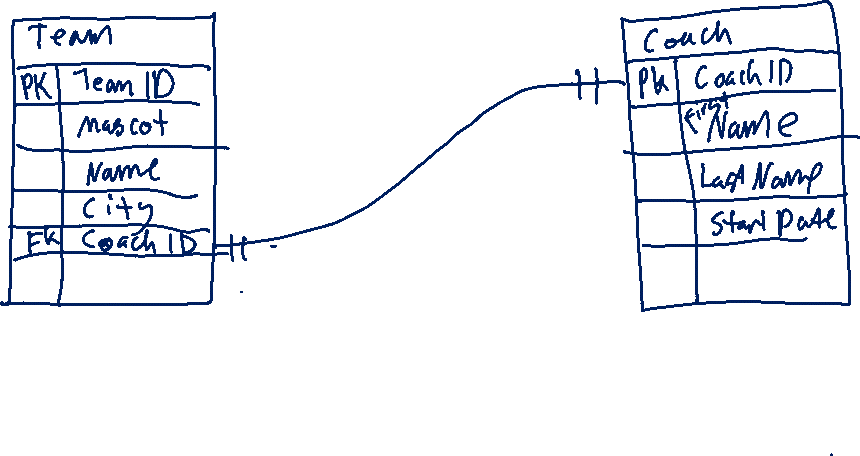 Team
PK Team ID
Mascot
Name
City
FK Coach ID
Coach
PK Coach ID
First Name
Last Name
Start Date